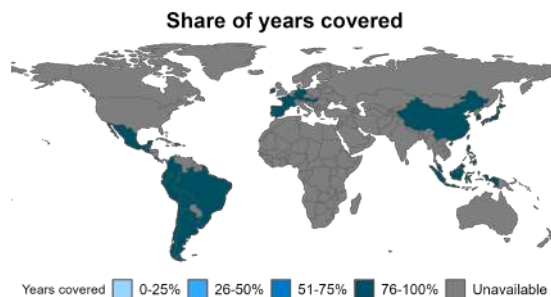 Share of years covered
Years covered 0-25% 26-50% 51-75% 76-100% Unavailable